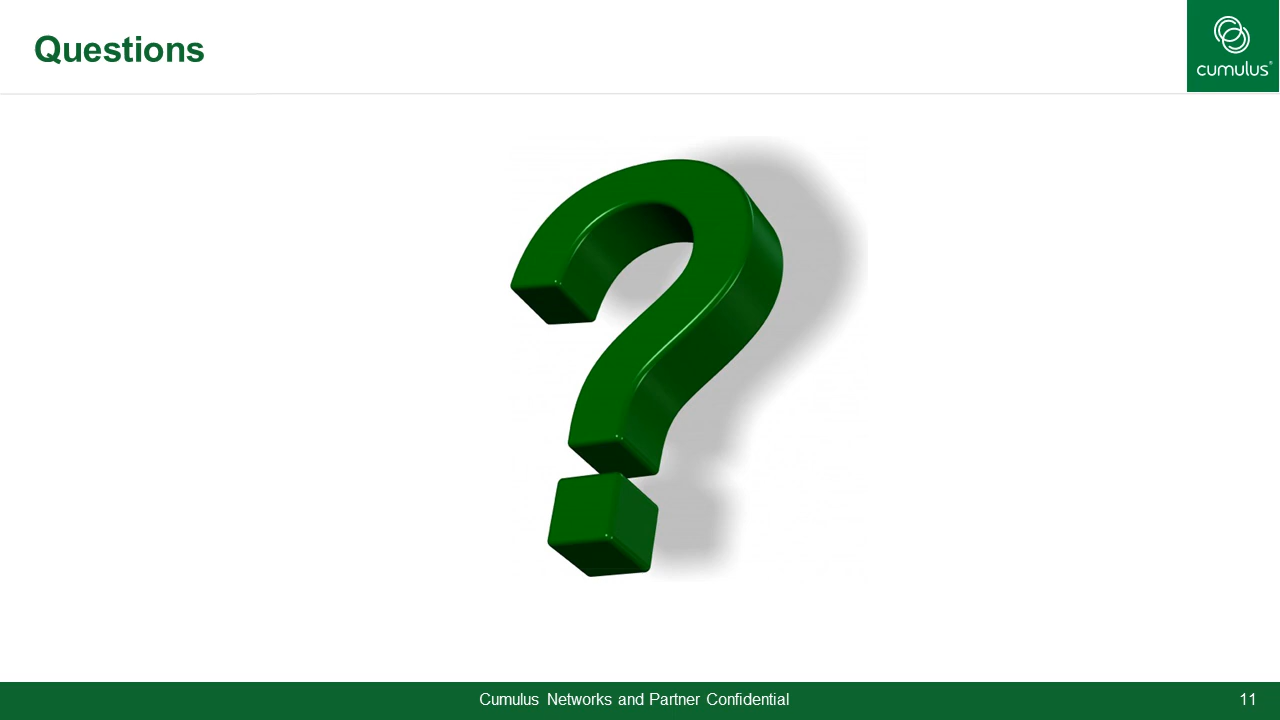 Questions
cumulus®
?
Cumulus Networks and Partner Confidential
11